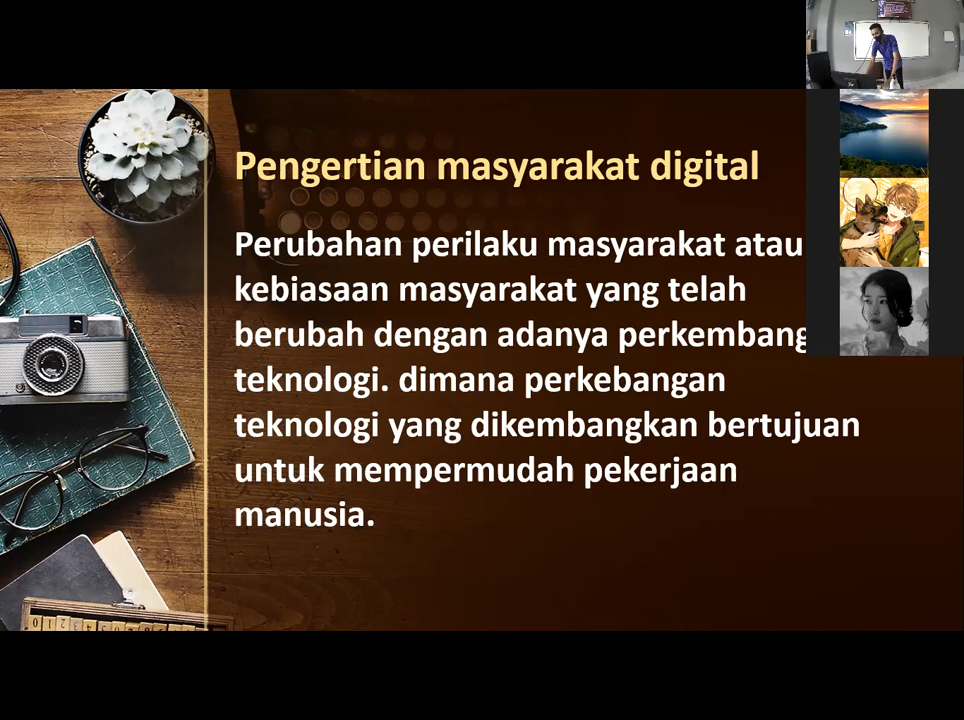 Pengertian masyarakat digital
Perubahan perilaku masyarakat atau
kebiasaan masyarakat yang telah
berubah dengan adanya
teknologi. dimana perkebangan
teknologi yang dikembangkan bertujuan
untuk mempermudah pekerjaan
manusia.